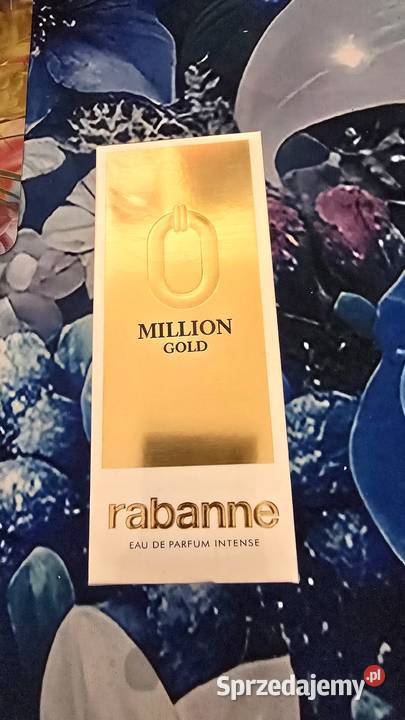 MILLION
GOLD
rabanne
EAU DE PARFUM INTENSE
Sprzedajemy.pl